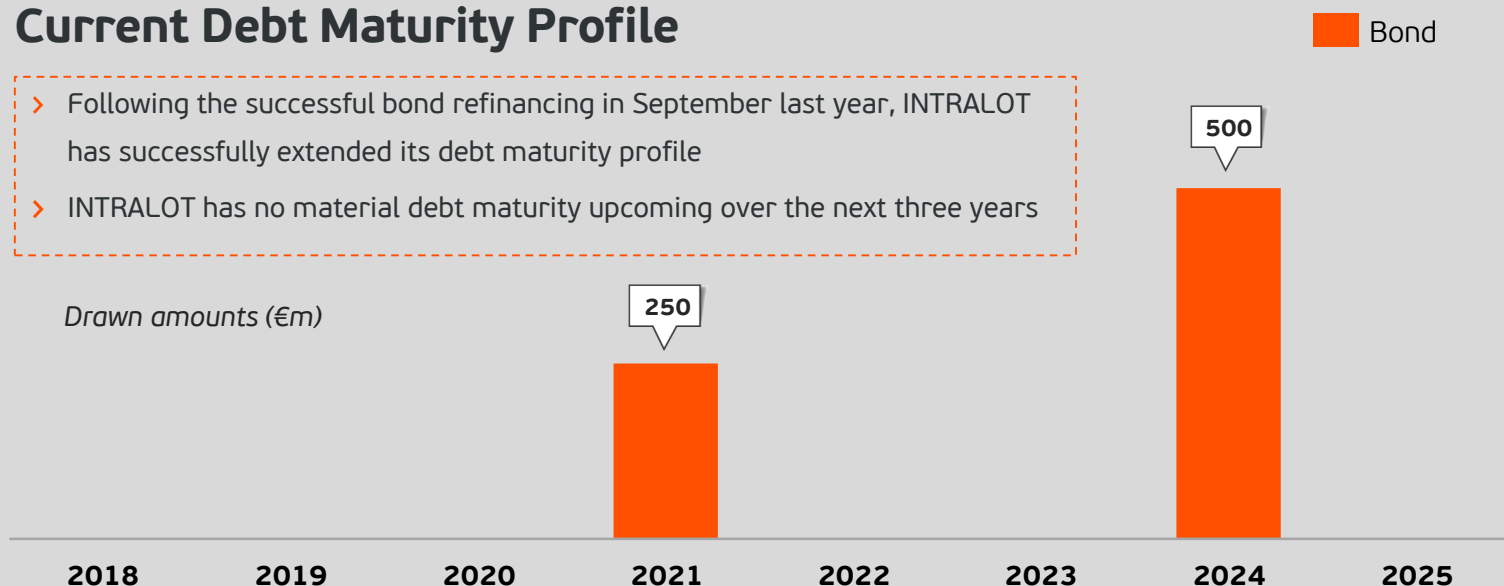 Current Debt Maturity Profile
Bond
> Following the successful bond refinancing in September last year, INTRALOT
has successfully extended its debt maturity profile
> INTRALOT has no material debt maturity upcoming over the next three years
Drawn amounts (€m)
500
250
2018 2019 2020 2021 2022 2023 2024 2025